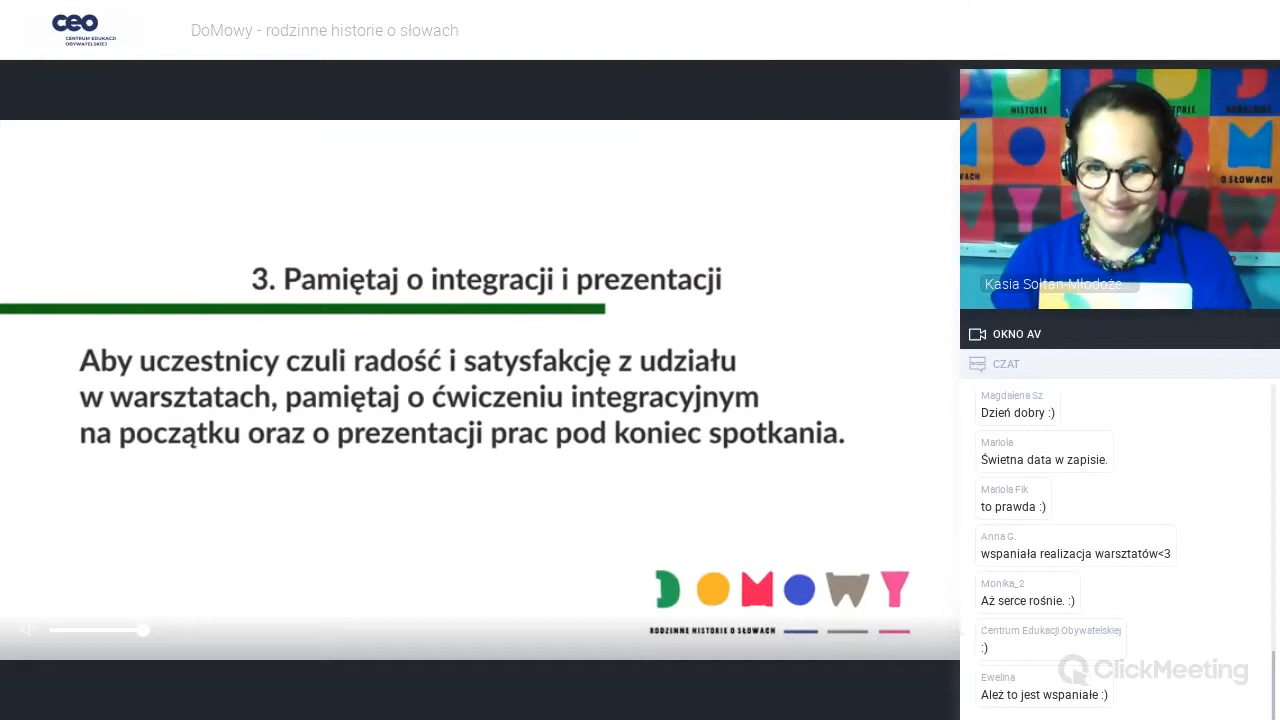 ceo
CENTRUM EDUKACJI
OBYWATELSKIEJ
DoMowy - rodzinne historie o słowach
3. Pamiętaj o integracji i prezentacji
Aby uczestnicy czuli radość i satysfakcję z udziału
w warsztatach, pamiętaj o ćwiczeniu integracyjnym
na początku oraz o prezentacji prac pod koniec spotkania.
DOMOWY
RODZINNE HISTORIE O SŁOWACH
HISTORIE
O SŁOWACH
Kasia Sołtan-Młodoże
OKNO AV
CZAT
Magdalena Sz
Dzień dobry :)
Mariola
Świetna data w zapisie.
Mariola Fik
to prawda :)
Anna G.
wspaniała realizacja warsztatów<3
Monika_2
Aż serce rośnie. :)
Centrum Edukacji Obywatelskiej
:)
Ewelina
Ależ to jest wspaniałe :)
ClickMeeting